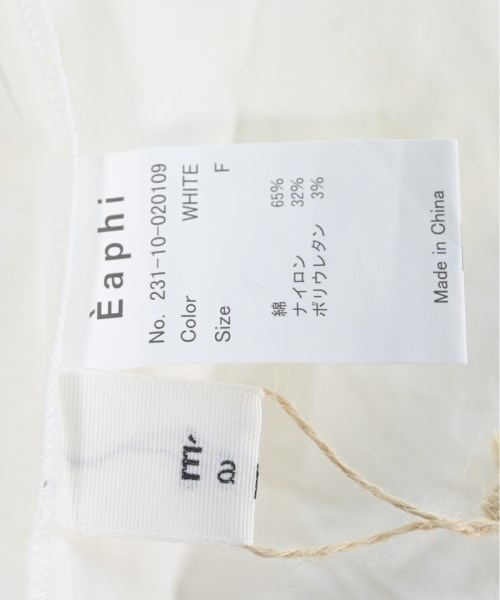 Èaphi
No. 231-10-020109
Color WHITE
Size F
綿 65%
ナイロン 32%
ポリウレタン 3%
Made in China